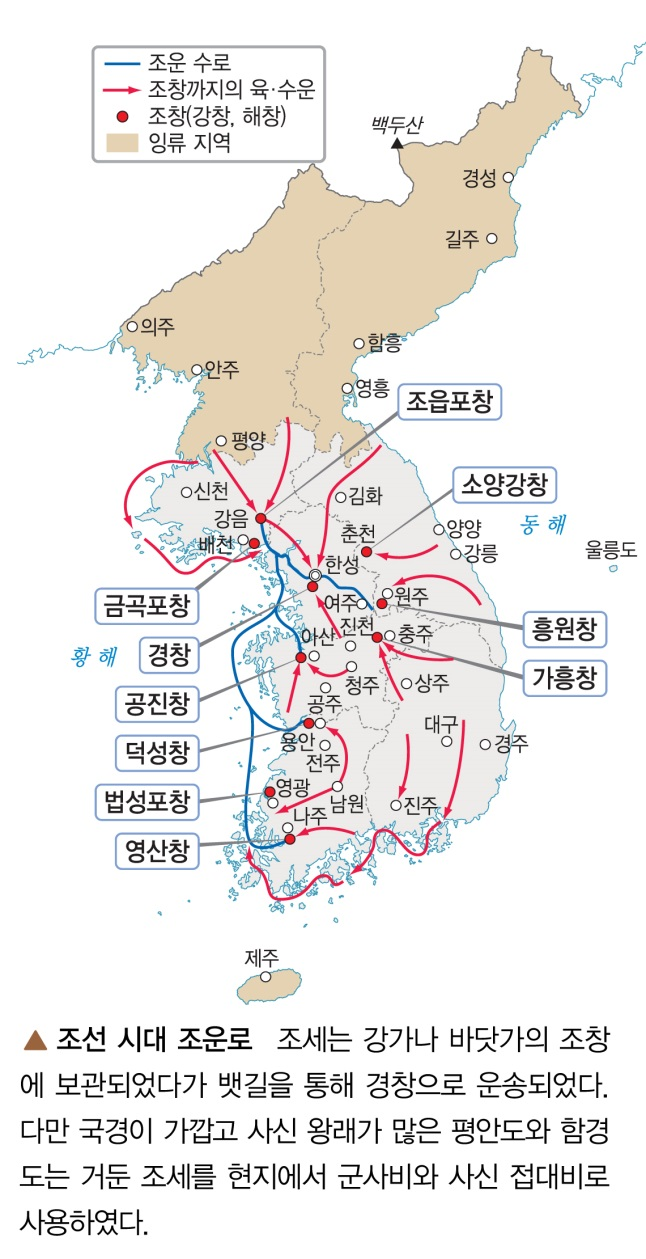 조운 수로
조창까지의 육·수운
조창(강창, 해창)
잉류 지역
백두산
경성
길주
의주
함흥
안주
영흥
조읍포창
평양
신천
김화
소양강창
강음
춘천
양양
동해
배천
강릉
울릉도
한성
금곡포창
여주
원주
흥원창
진천
아산
충주
황해
경창
가흥창
청주
상주
공진창
공주
대구
경주
용안
덕성창
전주
영광
법성포창
남원
진주
나주
영산창
제주
▲ 조선 시대 조운로 조세는 강가나 바닷가의 조창
에 보관되었다가 뱃길을 통해 경창으로 운송되었다.
다만 국경이 가깝고 사신 왕래가 많은 평안도와 함경
도는 거둔 조세를 현지에서 군사비와 사신 접대비로
사용하였다.